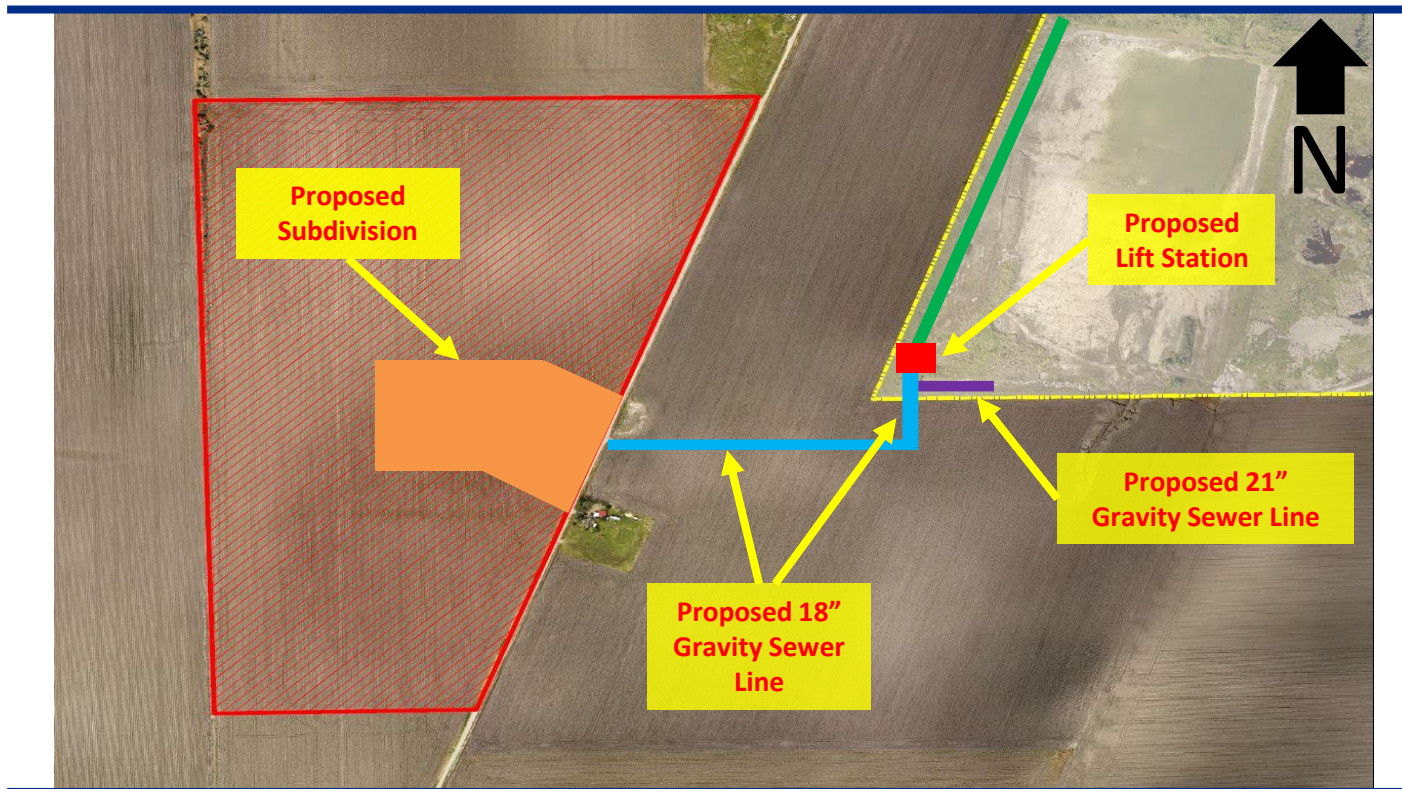 N
Proposed
Subdivision
Proposed
Lift Station
Proposed 21”
Gravity Sewer Line
Proposed 18”
Gravity Sewer
Line